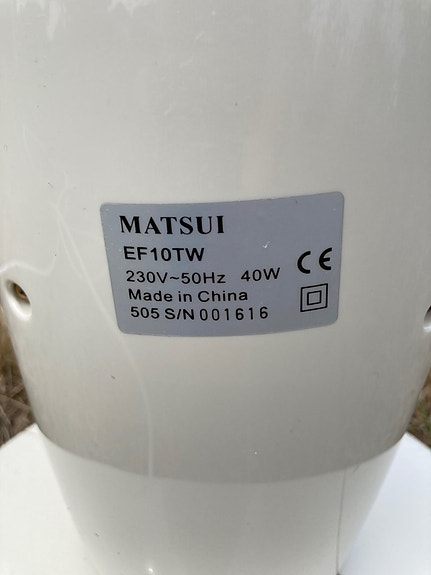 MATSUI
EF10TW
230V~50Hz 40W
Made in China
505 S/N 001616
CE